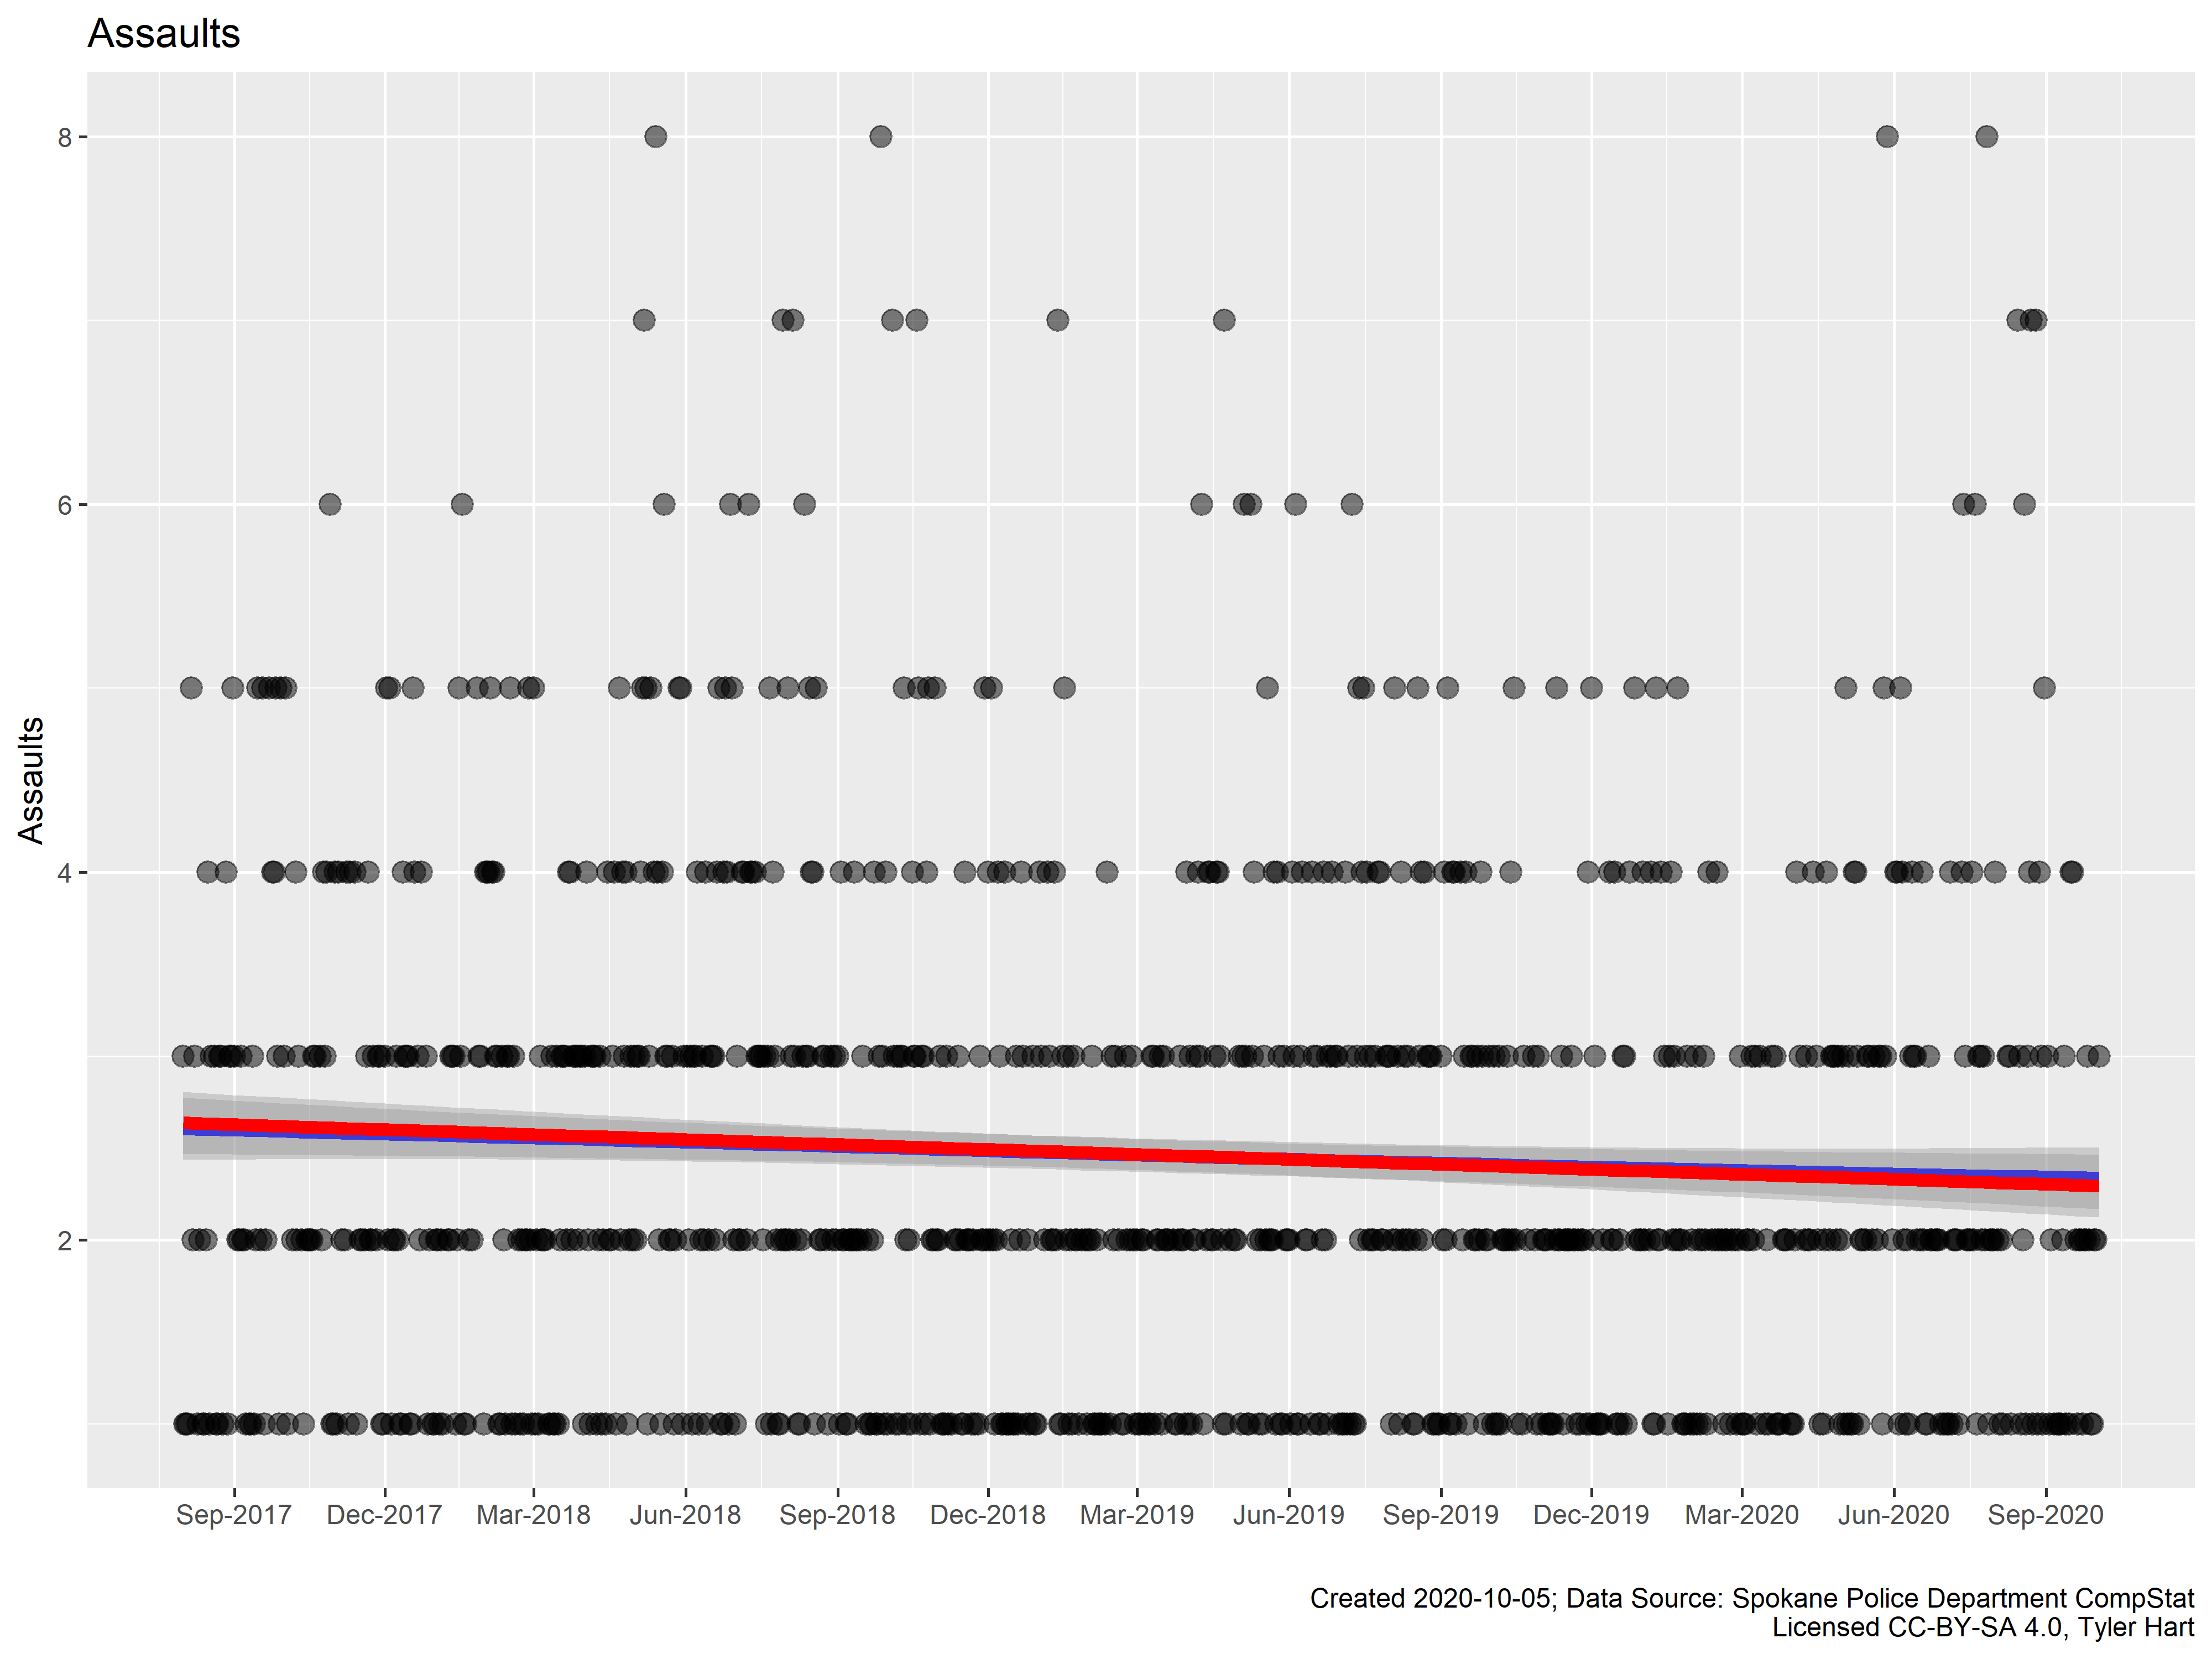 Assaults
8
6
4
2
Assaults
Sep-2017 Dec-2017 Mar-2018 Jun-2018 Sep-2018 Dec-2018 Mar-2019 Jun-2019 Sep-2019 Dec-2019 Mar-2020 Jun-2020 Sep-2020
Created 2020-10-05; Data Source: Spokane Police Department CompStat
Licensed CC-BY-SA 4.0, Tyler Hart